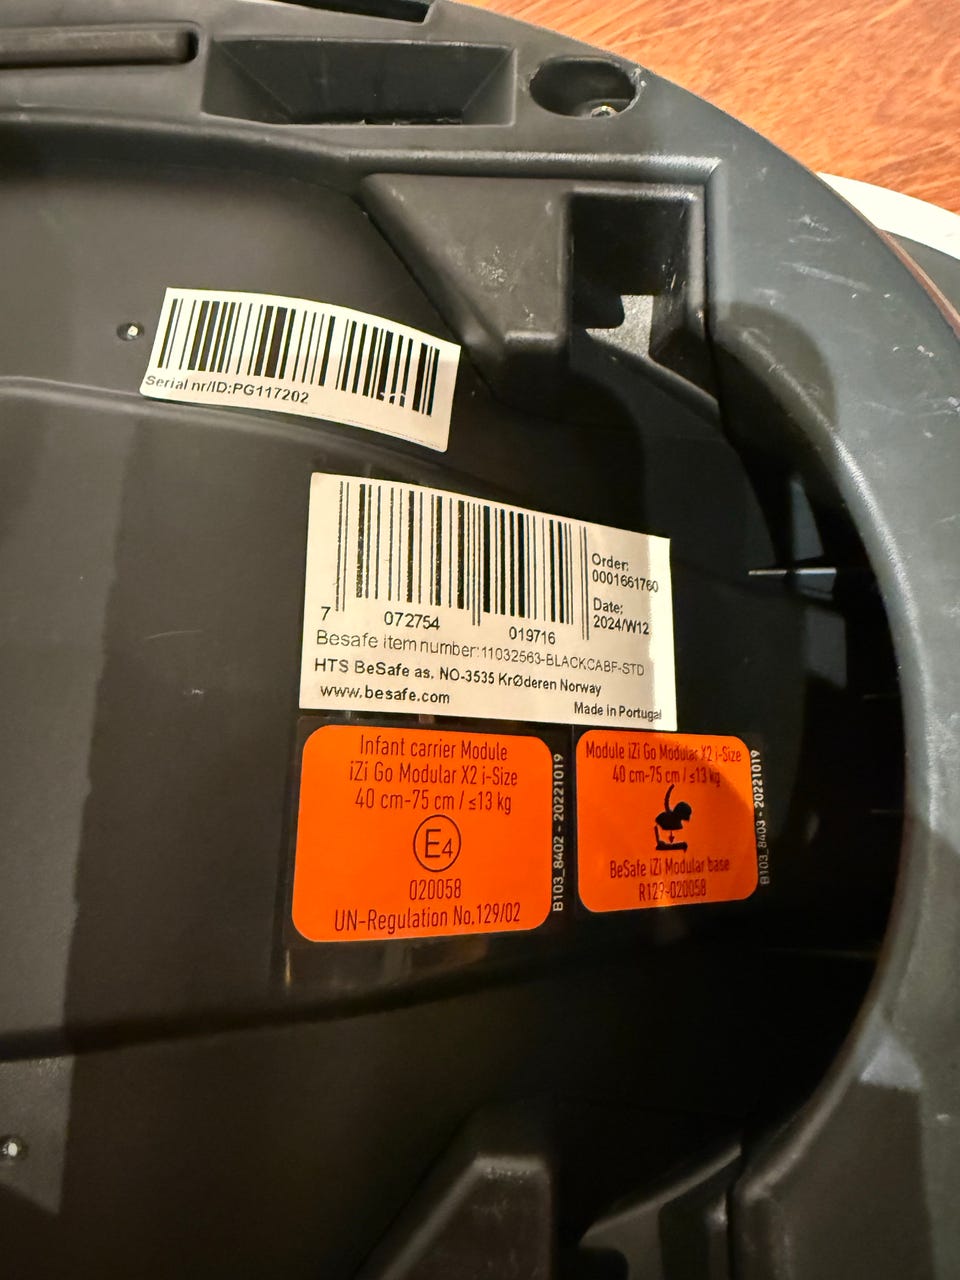 Serial nr/ID:PG117202
Order:
0001661760
Date:
2024/W12
7 072754 019716
Besafe item number:11032563-BLACKCABF-STD
HTS BeSafe as. NO-3535 KrØderen Norway
www.besafe.com
Made in Portugal
Infant carrier Module
iZi Go Modular X2 i-Size
40 cm-75 cm / ≤13 kg
E4
020058
UN-Regulation No.129/02
B103_8402 - 20221019
Module iZi Go Modular X2 i-Size
40 cm-75 cm / ≤13 kg
BeSafe iZi Modular base
R129-020058
B103_8403 - 20221019